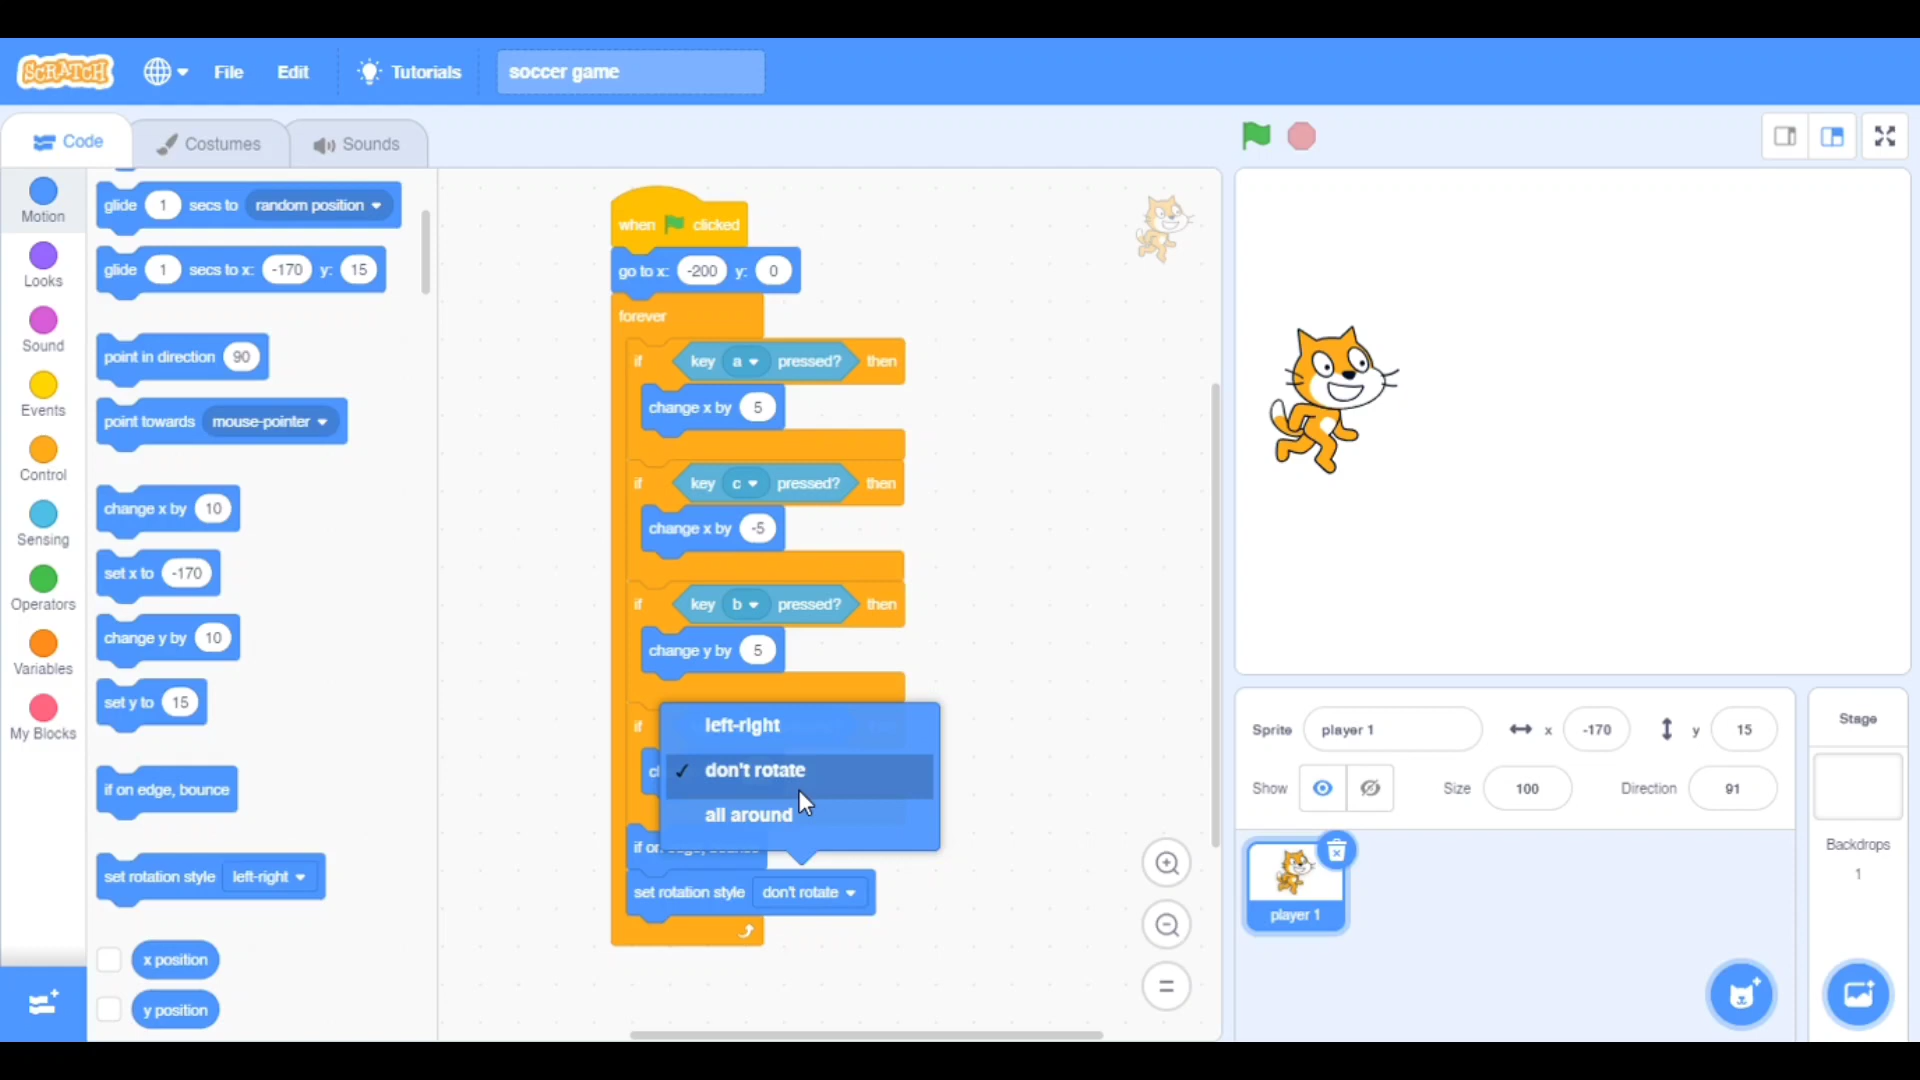 SCRATCH
File
Edit
Tutorials
soccer game
Code
Costumes
Sounds
Motion
Looks
Sound
Events
Control
Sensing
Operators
Variables
My Blocks
glide 1 secs to random position
glide 1 secs to x: -170 y: 15
point in direction 90
point towards mouse-pointer
change x by 10
set x to -170
change y by 10
set y to 15
if on edge, bounce
set rotation style left-right
x position
y position
when clicked
go to x: -200 y: 0
forever
if key a pressed? then
change x by 5
if key c pressed? then
change x by -5
if key b pressed? then
change y by 5
if
left-right
✓ don't rotate
all around
set rotation style don't rotate
Sprite player 1 x -170 y 15
Show Size 100 Direction 91
player 1
Stage
Backdrops
1